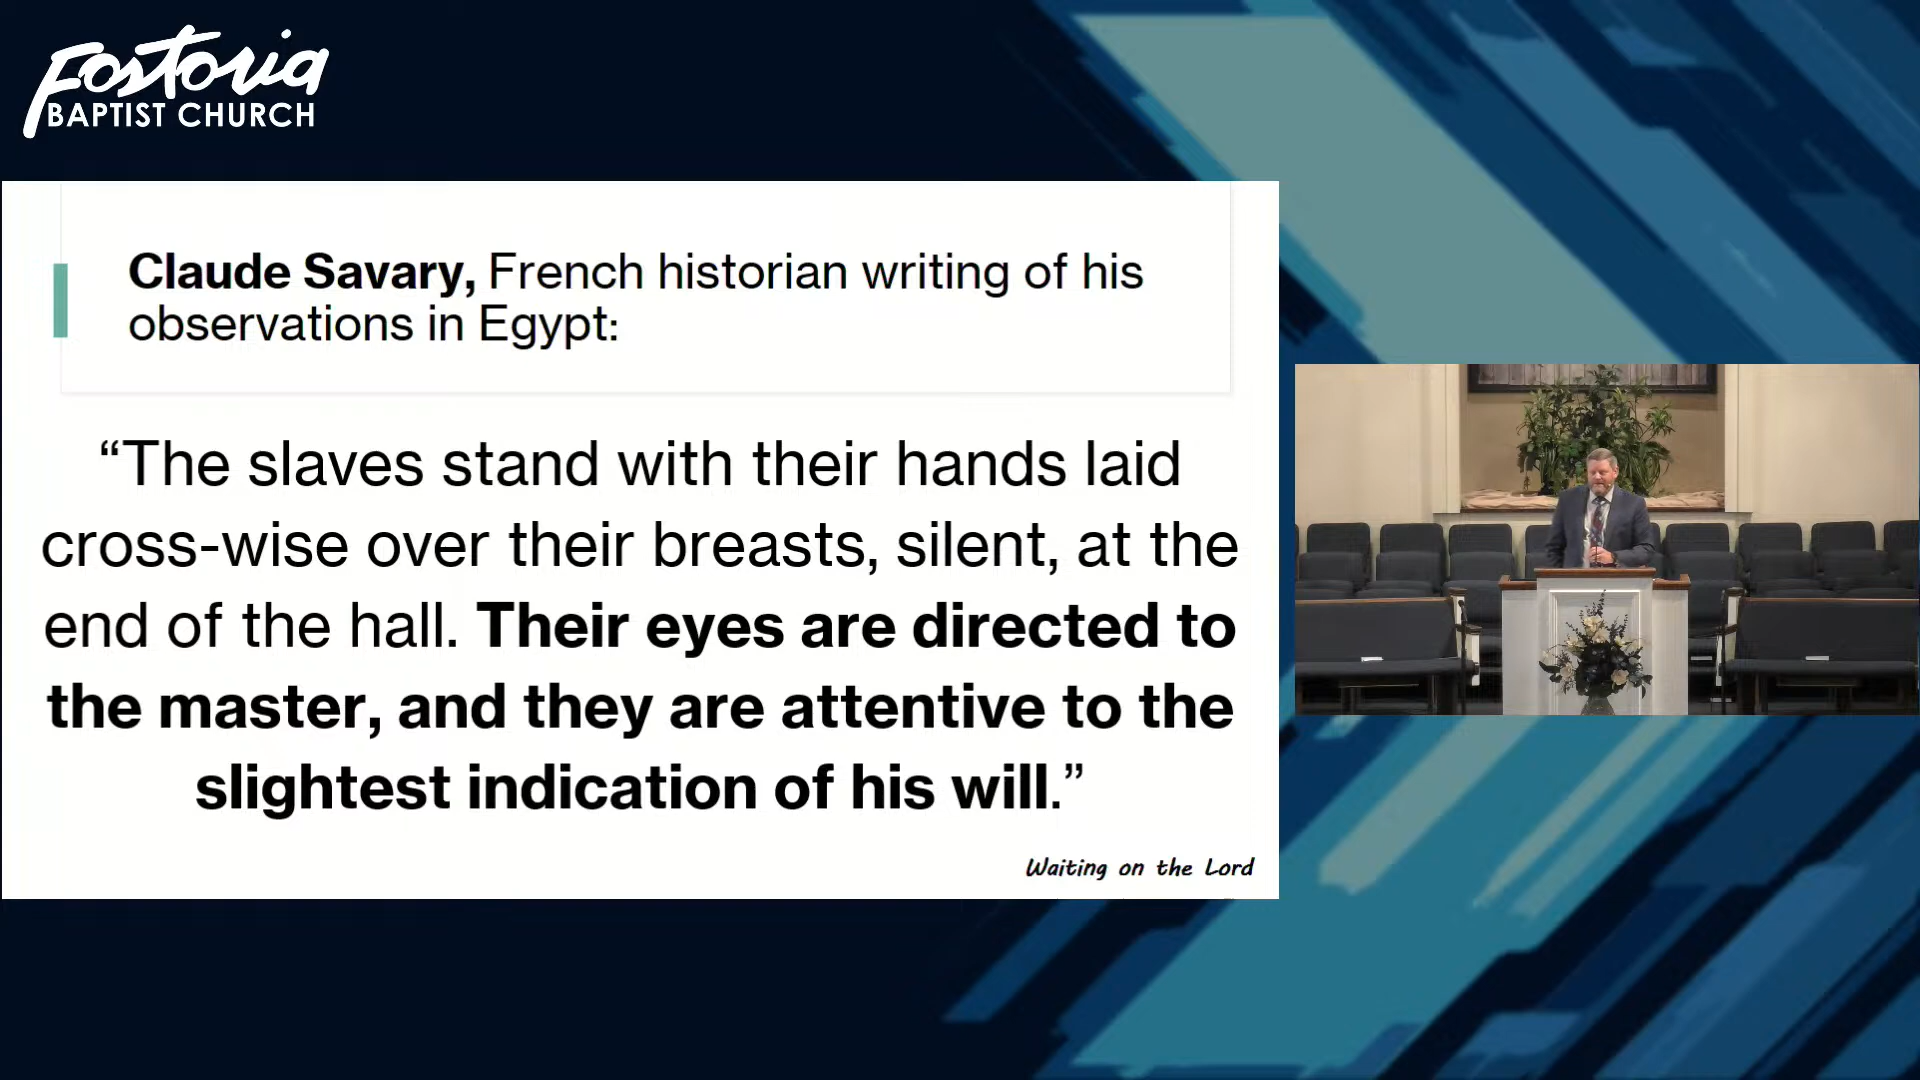 Fostoria
BAPTIST CHURCH
Claude Savary, French historian writing of his
observations in Egypt:
“The slaves stand with their hands laid
cross-wise over their breasts, silent, at the
end of the hall. Their eyes are directed to
the master, and they are attentive to the
slightest indication of his will.”
Waiting on the Lord